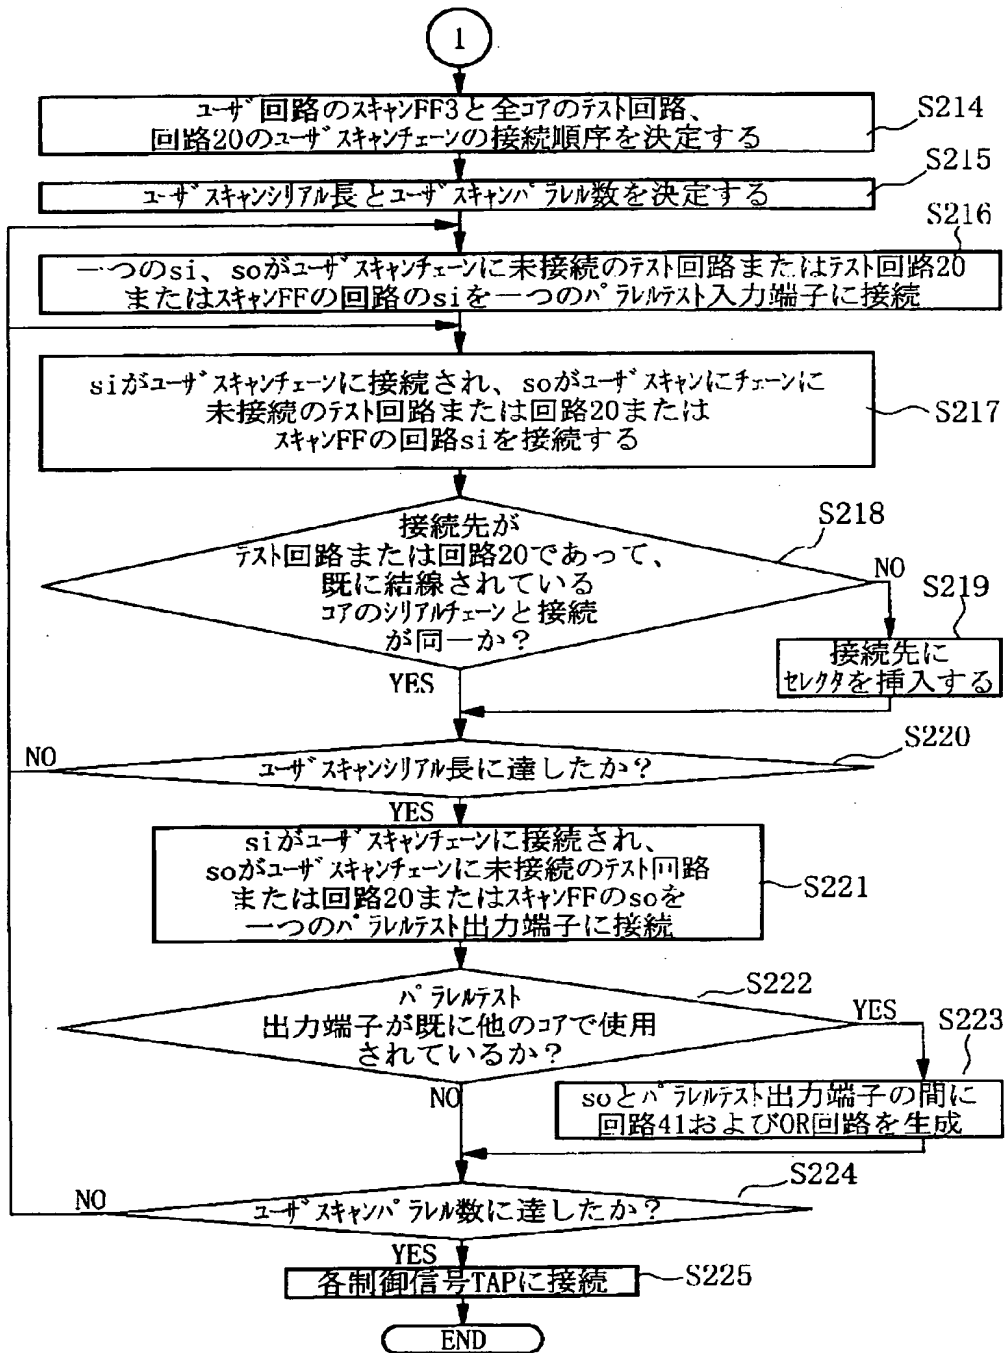 1
ﾕｰｻﾞ回路のｽｷｬﾝFF3と全ｺｱのﾃｽﾄ回路、
回路20のﾕｰｻﾞｽｷｬﾝﾁｪｰﾝの接続順序を決定する
S214
ﾕｰｻﾞｽｷｬﾝｼﾘｱﾙ長とﾕｰｻﾞｽｷｬﾝﾊﾟﾗﾚﾙ数を決定する
S215
一つのsi、soがﾕｰｻﾞｽｷｬﾝﾁｪｰﾝに未接続のﾃｽﾄ回路またはﾃｽﾄ回路20
またはｽｷｬﾝFFの回路のsiを一つのﾊﾟﾗﾚﾙﾃｽﾄ入力端子に接続
S216
siがﾕｰｻﾞｽｷｬﾝﾁｪｰﾝに接続され、soがﾕｰｻﾞｽｷｬﾝにﾁｪｰﾝに
未接続のﾃｽﾄ回路または回路20または
ｽｷｬﾝFFの回路siを接続する
S217
接続先が
ﾃｽﾄ回路または回路20であって、
既に結線されている
ｺｱのｼﾘｱﾙﾁｪｰﾝと接続
が同一か？
S218
NO
YES
接続先に
ｾﾚｸﾀを挿入する
S219
ﾕｰｻﾞｽｷｬﾝｼﾘｱﾙ長に達したか？
S220
NO
YES
siがﾕｰｻﾞｽｷｬﾝﾁｪｰﾝに接続され、
soがﾕｰｻﾞｽｷｬﾝﾁｪｰﾝに未接続のﾃｽﾄ回路
または回路20またはｽｷｬﾝFFのsoを
一つのﾊﾟﾗﾚﾙﾃｽﾄ出力端子に接続
S221
ﾊﾟﾗﾚﾙﾃｽﾄ
出力端子が既に他のｺｱで使用
されているか？
S222
YES
NO
soとﾊﾟﾗﾚﾙﾃｽﾄ出力端子の間に
回路41およびOR回路を生成
S223
ﾕｰｻﾞｽｷｬﾝﾊﾟﾗﾚﾙ数に達したか？
S224
NO
YES
各制御信号TAPに接続
S225
END